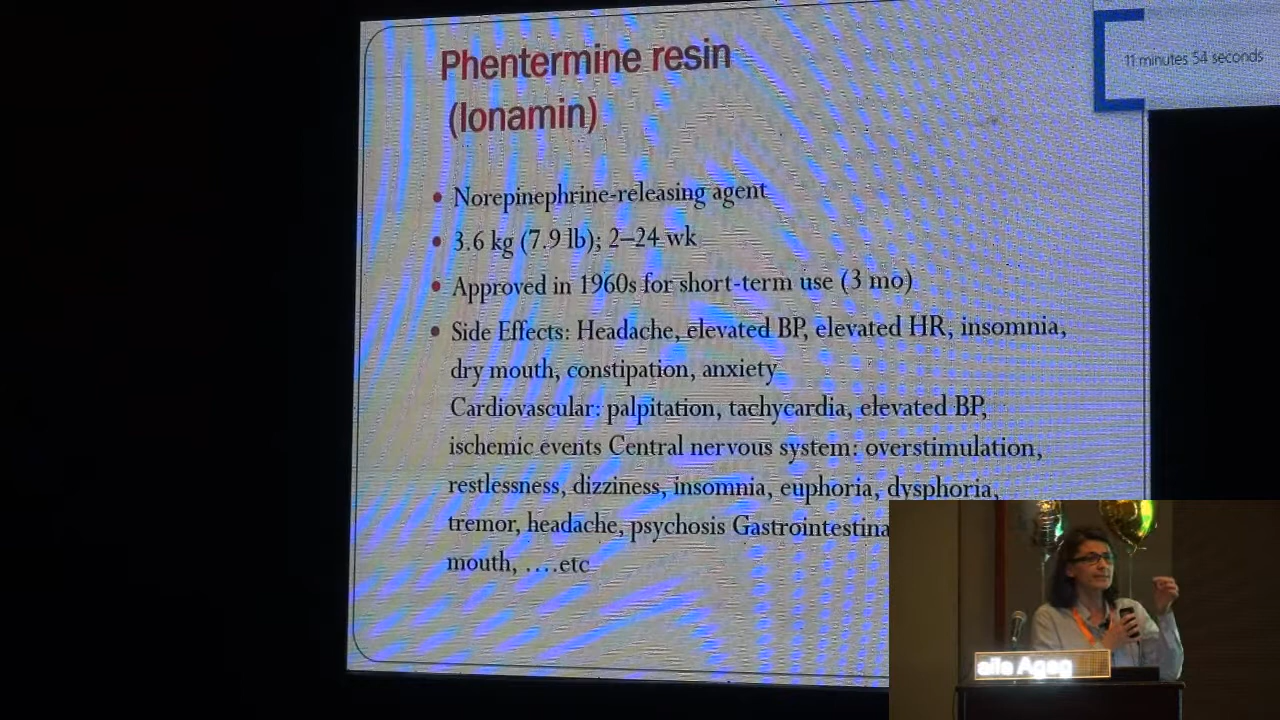 Phentermine resin
(Ionamin)
11 minutes 54 seconds
• Norepinephrine-releasing agent
• 3.6 kg (7.9 lb); 2–24 wk
• Approved in 1960s for short-term use (3 mo)
• Side Effects: Headache, elevated BP, elevated HR, insomnia,
dry mouth, constipation, anxiety
Cardiovascular: palpitation, tachycardia, elevated BP,
ischemic events Central nervous system: overstimulation,
restlessness, dizziness, insomnia, euphoria, dysphoria,
tremor, headache, psychosis Gastrointestina
mouth, ….etc